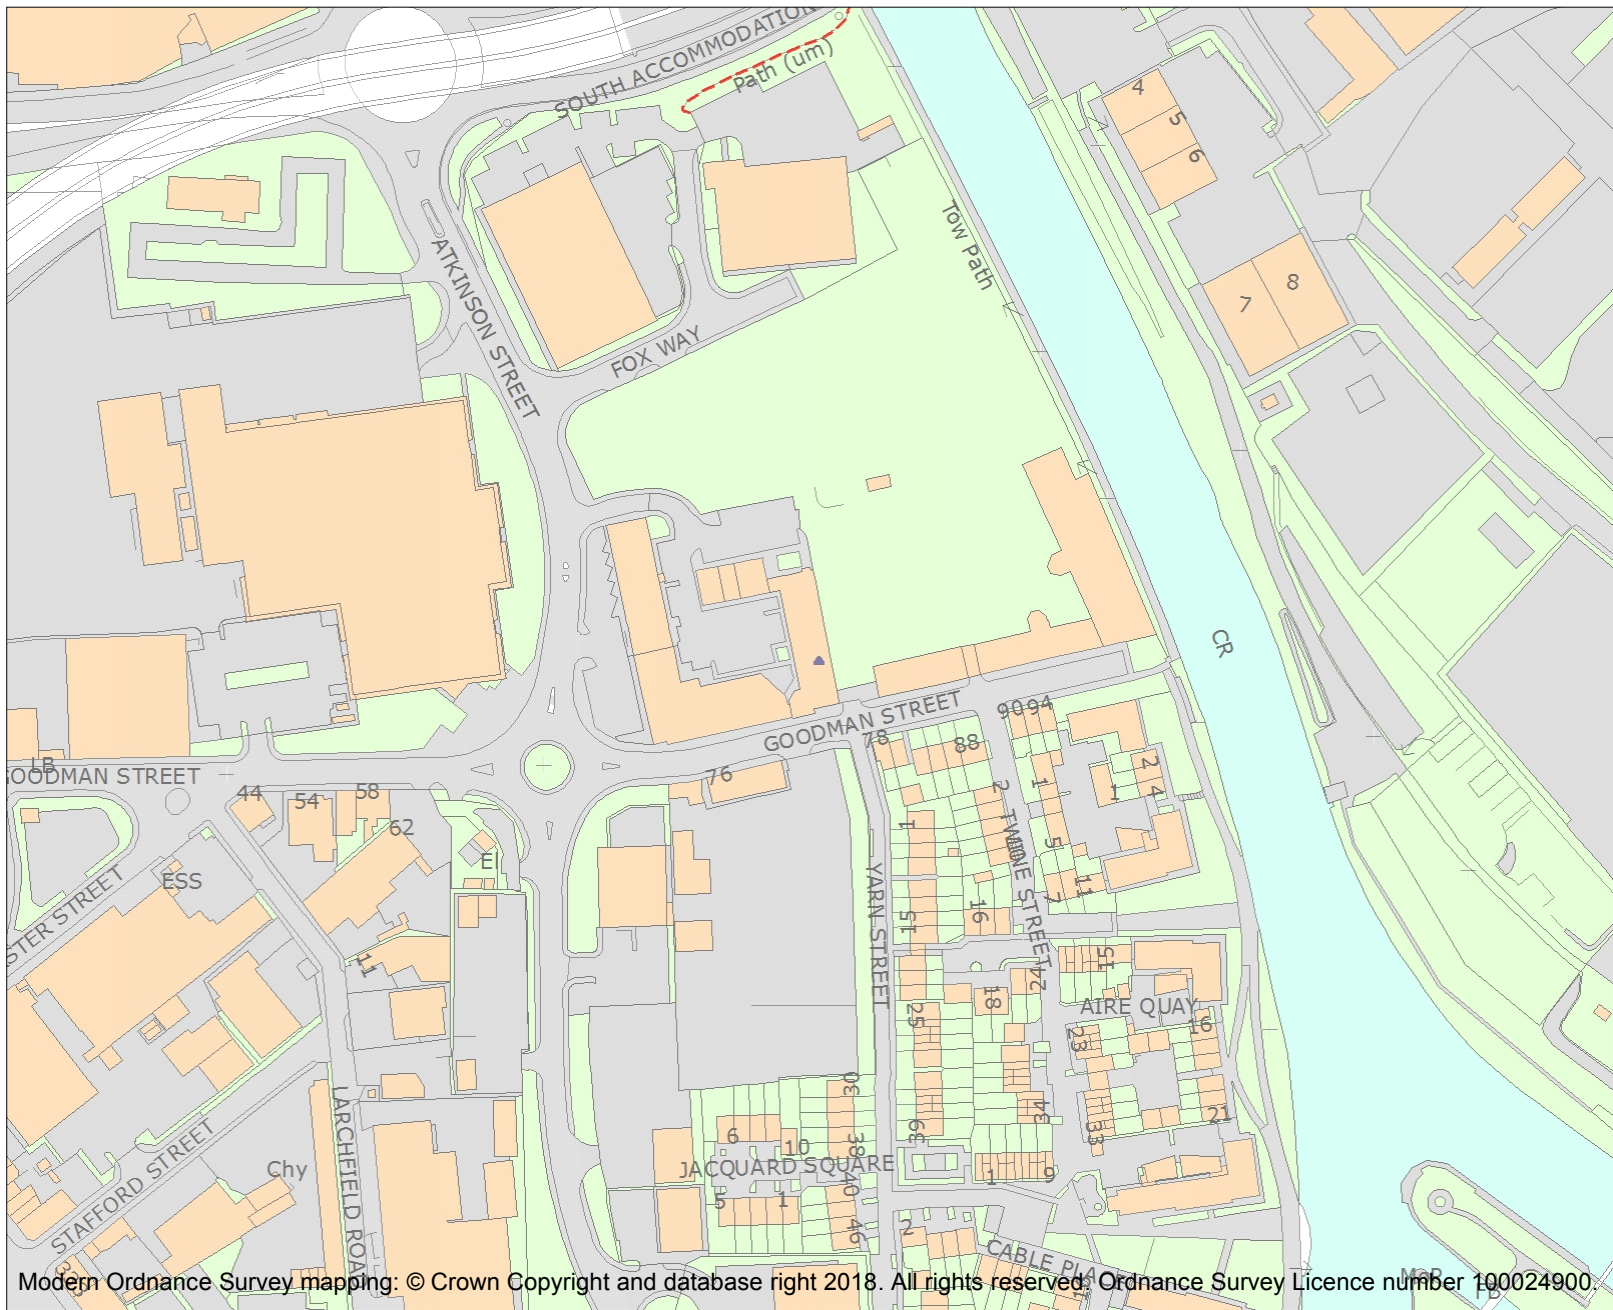 SOUTH ACCOMMODATION
Path (um)
4
5
6
Tow Path
ATKINSON STREET
7
8
FOX WAY
CR
GOODMAN STREET
90 94
78
88
LB
GOODMAN STREET
76
2
1
2
4
1
44
54
58
62
1
TWINE STREET
5
El
ESS
7
11
YARN STREET
15
16
11
15
24
18
AIRE QUAY
25
23
16
30
34
39
33
21
LARCHFIELD ROAD
STAFFORD STREET
Chy
6
10
38
JACQUARD SQUARE
1
9
40
5
1
46
2
CABLE PLACE
Modern Ordnance Survey mapping: © Crown Copyright and database right 2018. All rights reserved. Ordnance Survey Licence number 100024900.
FB